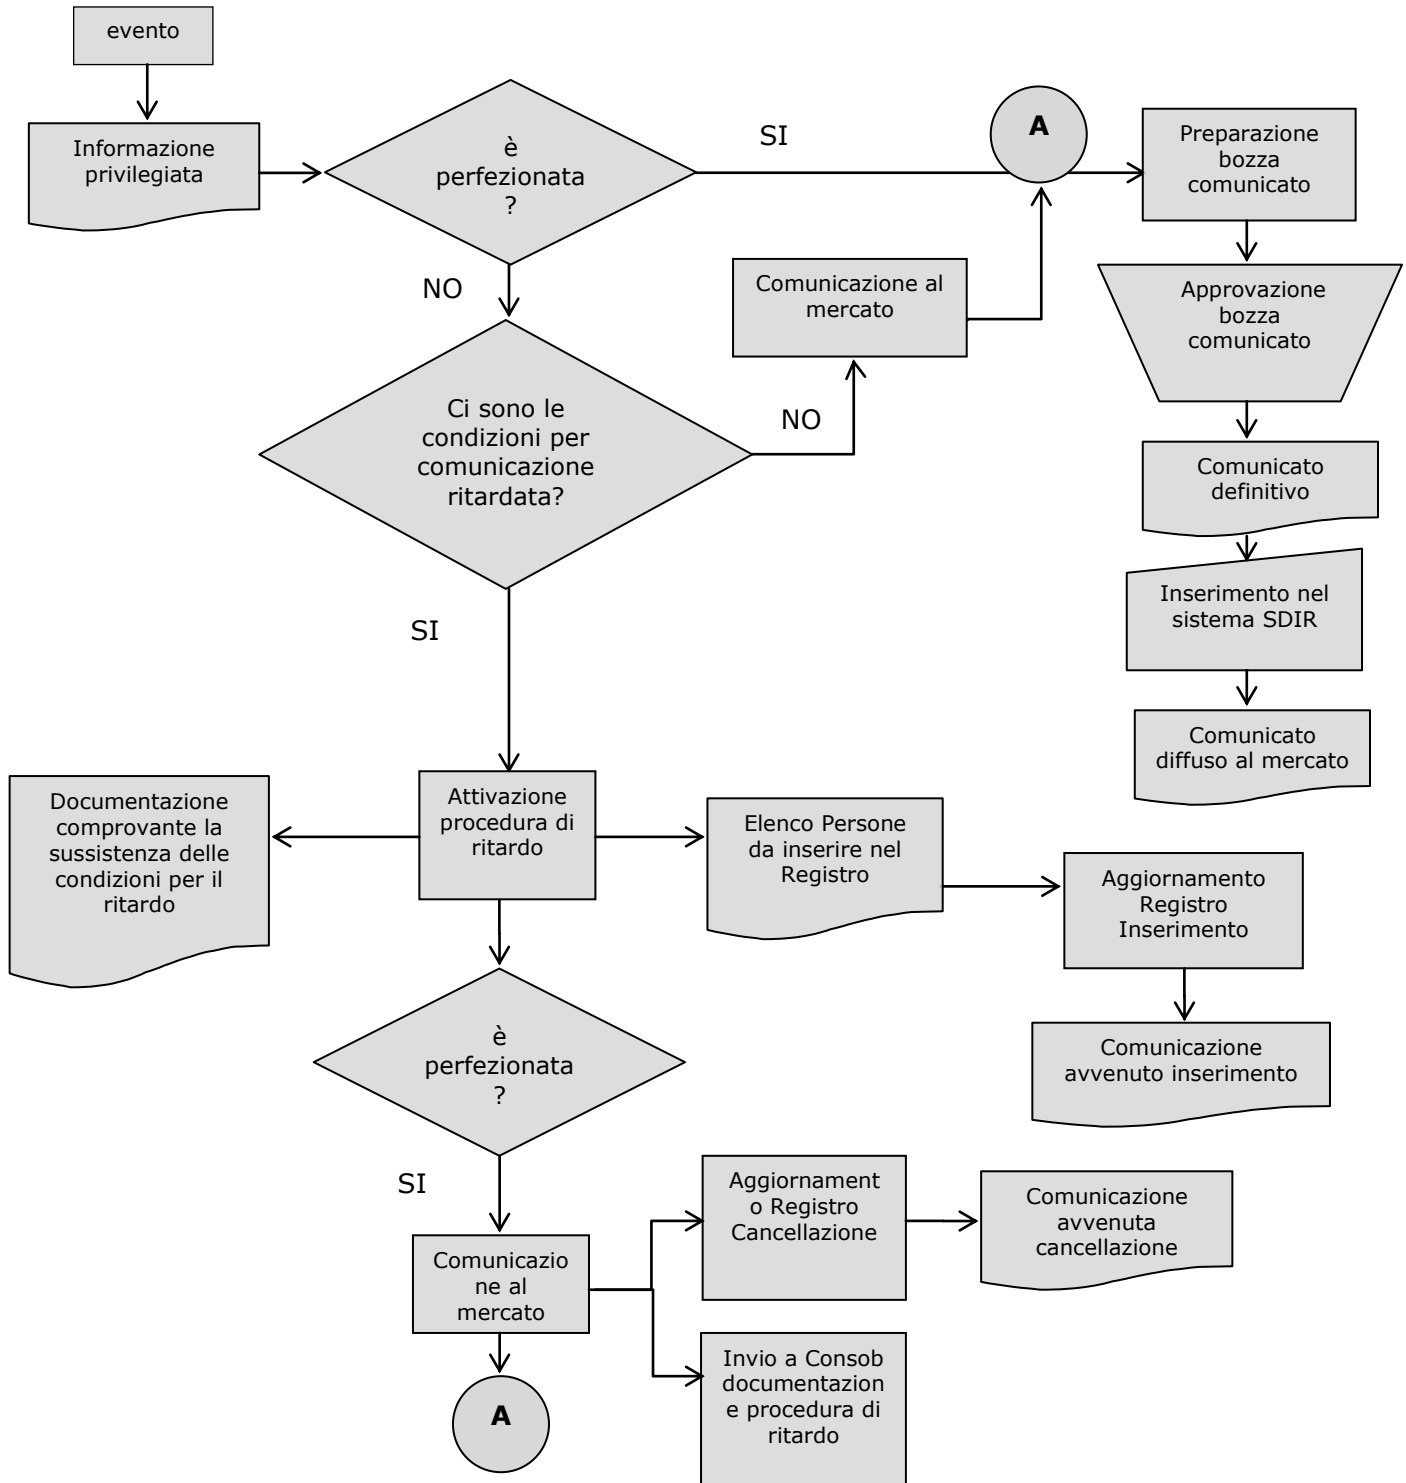 evento
Informazione
privilegiata
è
perfezionata
?
SI
A
Preparazione
bozza
comunicato
NO
Comunicazione al
mercato
Approvazione
bozza
comunicato
Ci sono le
condizioni per
comunicazione
ritardata?
NO
Comunicato
definitivo
Inserimento nel
sistema SDIR
SI
Comunicato
diffuso al mercato
Documentazione
comprovante la
sussistenza delle
condizioni per il
ritardo
Attivazione
procedura di
ritardo
Elenco Persone
da inserire nel
Registro
Aggiornamento
Registro
Inserimento
è
perfezionata
?
Comunicazione
avvenuto inserimento
SI
Aggiornament
o Registro
Cancellazione
Comunicazione
avvenuta
cancellazione
Comunicazio
ne al
mercato
Invio a Consob
documentazion
e procedura di
ritardo
A